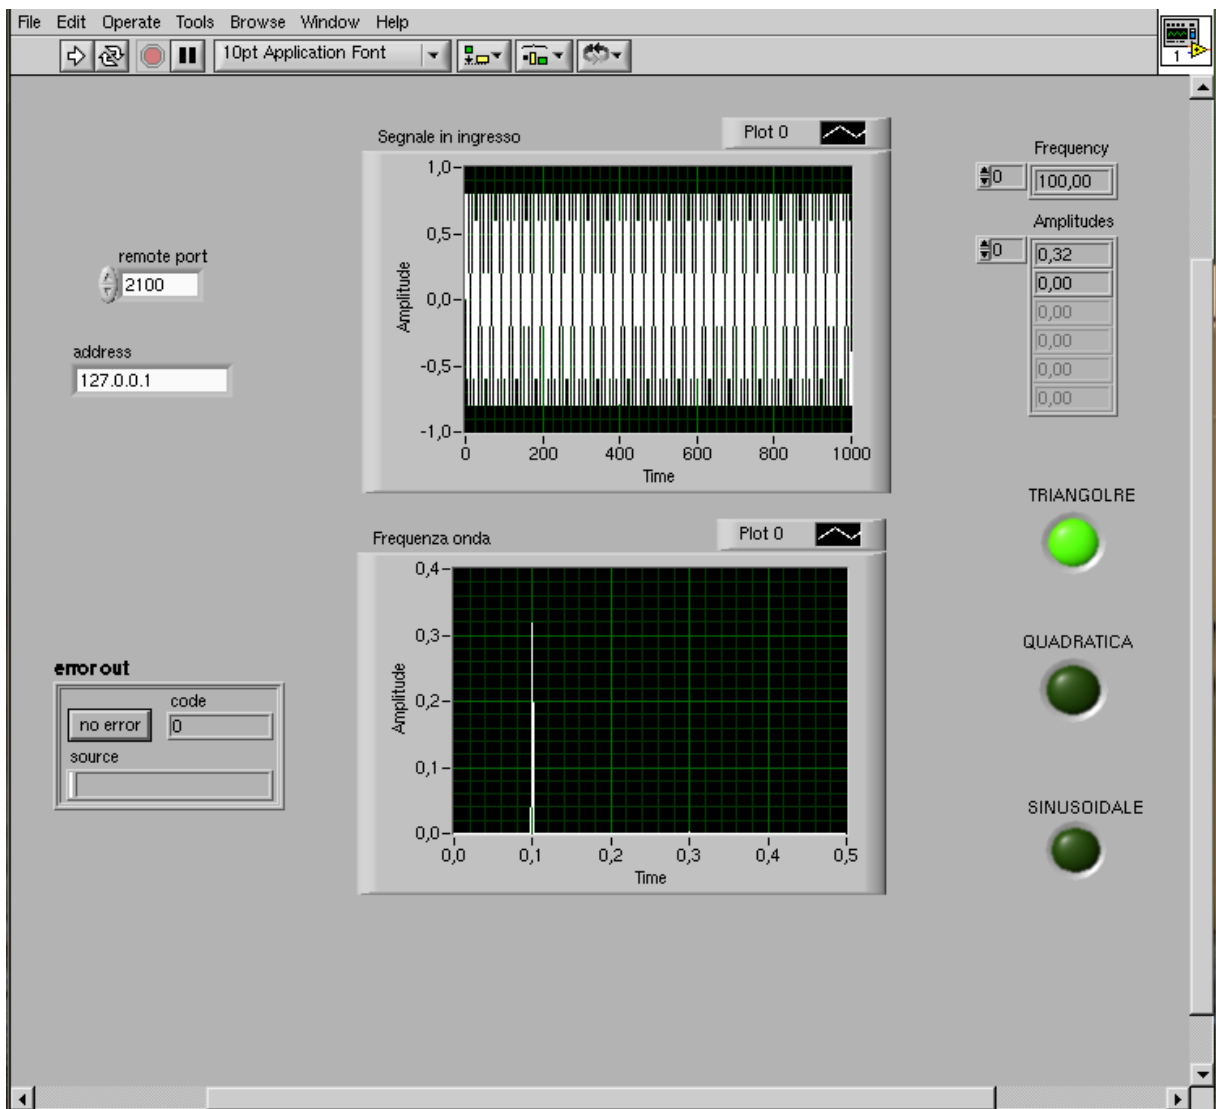 File Edit Operate Tools Browse Window Help
10pt Application Font
1
Segnale in ingresso
Plot 0
1,0
0,5
0,0
-0,5
-1,0
Amplitude
0 200 400 600 800 1000
Time
Frequency
0 100,00
Amplitudes
0 0,32
0,00
0,00
0,00
0,00
0,00
remote port
2100
address
127.0.0.1
TRIANGOLRE
Frequenza onda
Plot 0
0,4
0,3
0,2
0,1
0,0
Amplitude
0,0 0,1 0,2 0,3 0,4 0,5
Time
QUADRATICA
error out
code
no error 0
source
SINUSOIDALE